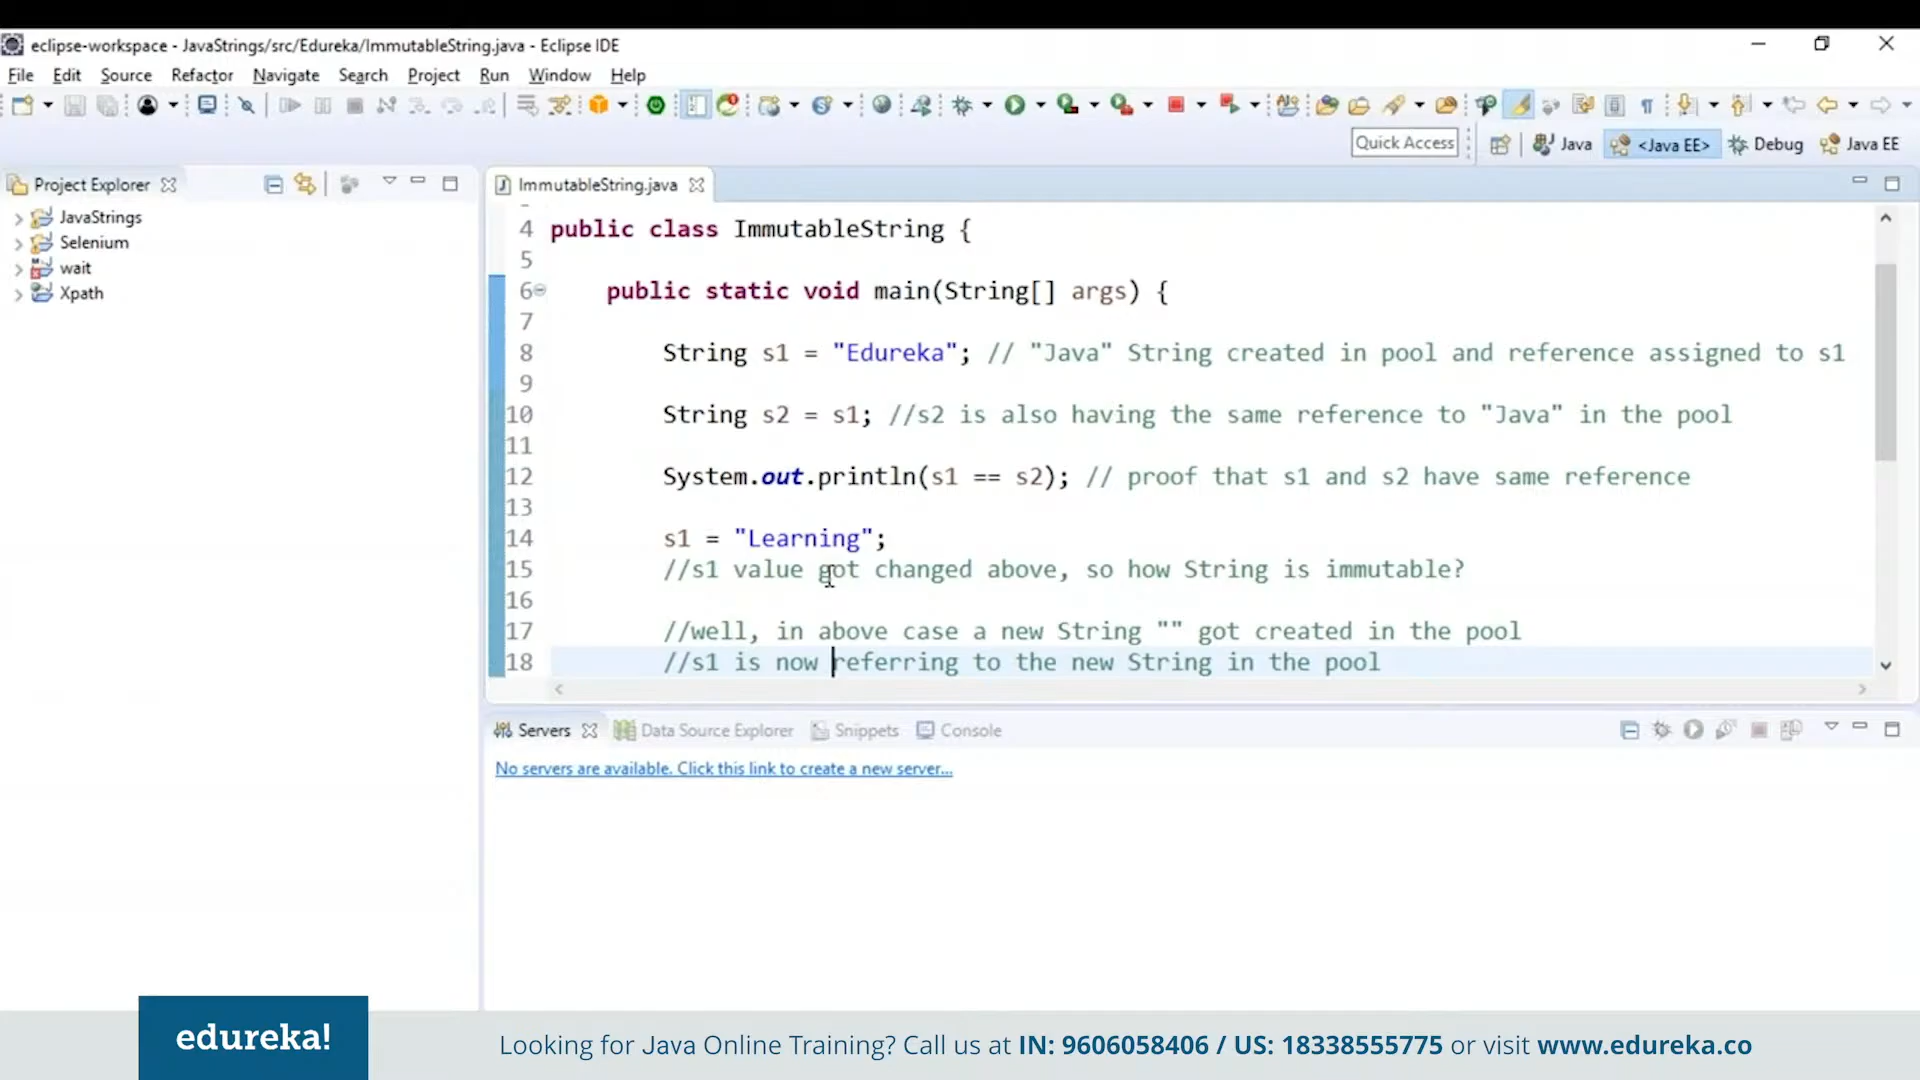 eclipse-workspace - JavaStrings/src/Edureka/ImmutableString.java - Eclipse IDE
File Edit Source Refactor Navigate Search Project Run Window Help
Quick Access Java <Java EE> Debug Java EE
Project Explorer
JavaStrings
Selenium
wait
Xpath
ImmutableString.java
4 public class ImmutableString {
5
6 public static void main(String[] args) {
7
8 String s1 = "Edureka"; // "Java" String created in pool and reference assigned to s1
9
10 String s2 = s1; //s2 is also having the same reference to "Java" in the pool
11
12 System.out.println(s1 == s2); // proof that s1 and s2 have same reference
13
14 s1 = "Learning";
15 //s1 value got changed above, so how String is immutable?
16
17 //well, in above case a new String "" got created in the pool
18 //s1 is now referring to the new String in the pool
Servers Data Source Explorer Snippets Console
No servers are available. Click this link to create a new server...
edureka!
Looking for Java Online Training? Call us at IN: 9606058406 / US: 18338555775 or visit www.edureka.co